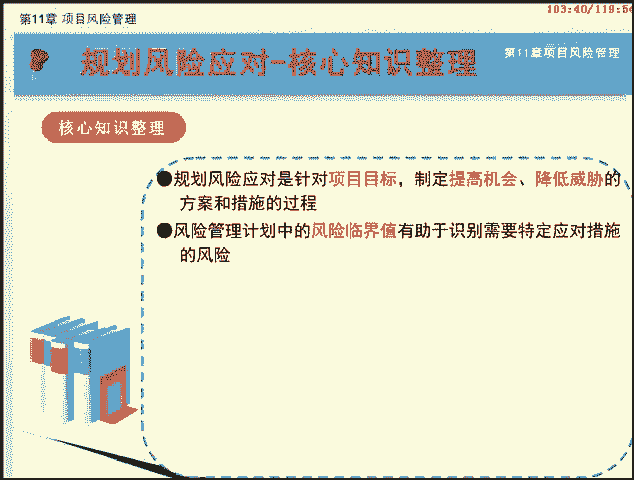 第11章 项目风险管理
103:40/119:56
规划风险应对-核心知识整理
第11章项目风险管理
核心知识整理
●规划风险应对是针对项目目标，制定提高机会、降低威胁的
方案和措施的过程
●风险管理计划中的风险临界值有助于识别需要特定应对措施
的风险